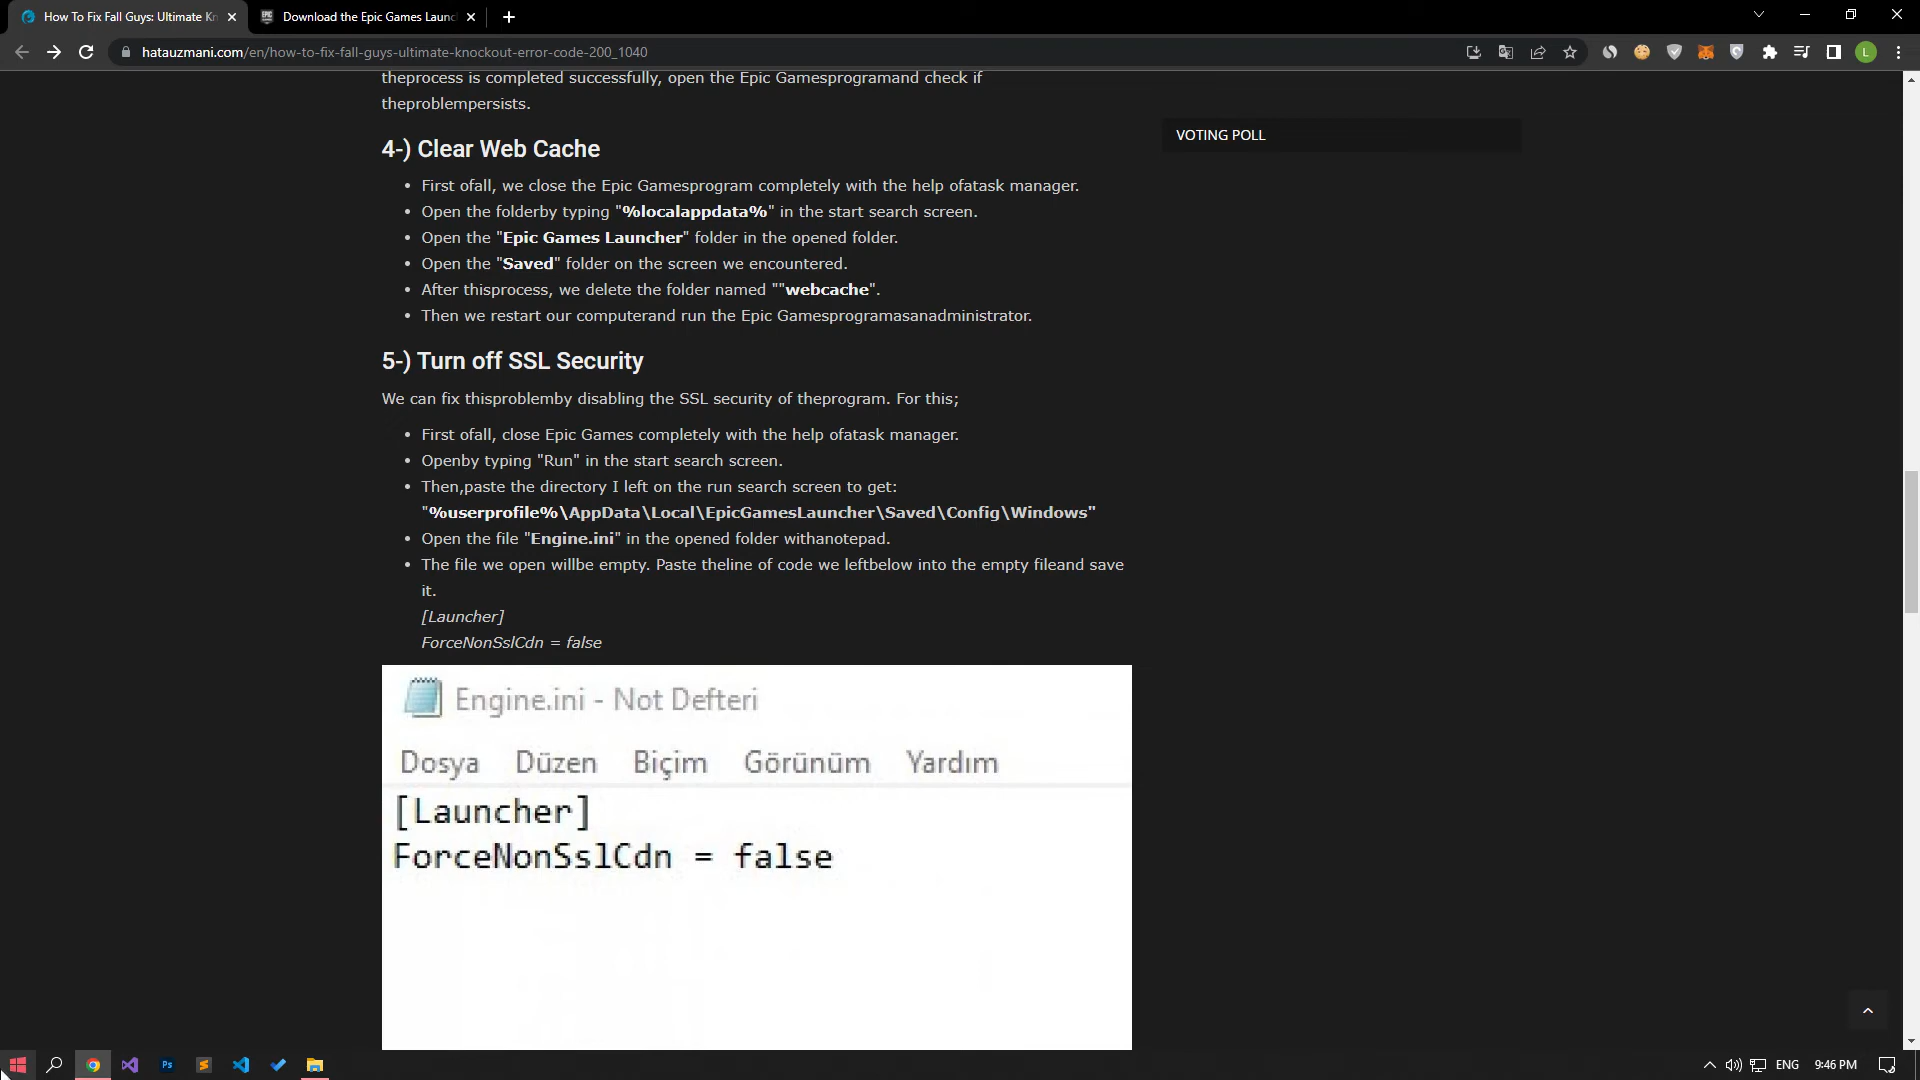 How To Fix Fall Guys: Ultimate Kn
Download the Epic Games Launc
hatauzmani.com/en/how-to-fix-fall-guys-ultimate-knockout-error-code-200_1040
L
theprocess is completed successfully, open the Epic Gamesprogramand check if
theproblempersists.
VOTING POLL
4-) Clear Web Cache
• First ofall, we close the Epic Gamesprogram completely with the help ofatask manager.
• Open the folderby typing "%localappdata%" in the start search screen.
• Open the "Epic Games Launcher" folder in the opened folder.
• Open the "Saved" folder on the screen we encountered.
• After thisprocess, we delete the folder named ""webcache".
• Then we restart our computerand run the Epic Gamesprogramasanadministrator.
5-) Turn off SSL Security
We can fix thisproblemby disabling the SSL security of theprogram. For this;
• First ofall, close Epic Games completely with the help ofatask manager.
• Openby typing "Run" in the start search screen.
• Then,paste the directory I left on the run search screen to get:
"%userprofile%\AppData\Local\EpicGamesLauncher\Saved\Config\Windows"
• Open the file "Engine.ini" in the opened folder withanotepad.
• The file we open willbe empty. Paste theline of code we leftbelow into the empty fileand save
it.
[Launcher]
ForceNonSslCdn = false
Engine.ini - Not Defteri
Dosya Düzen Biçim Görünüm Yardım
[Launcher]
ForceNonSslCdn = false
Ps
ENG
9:46 PM